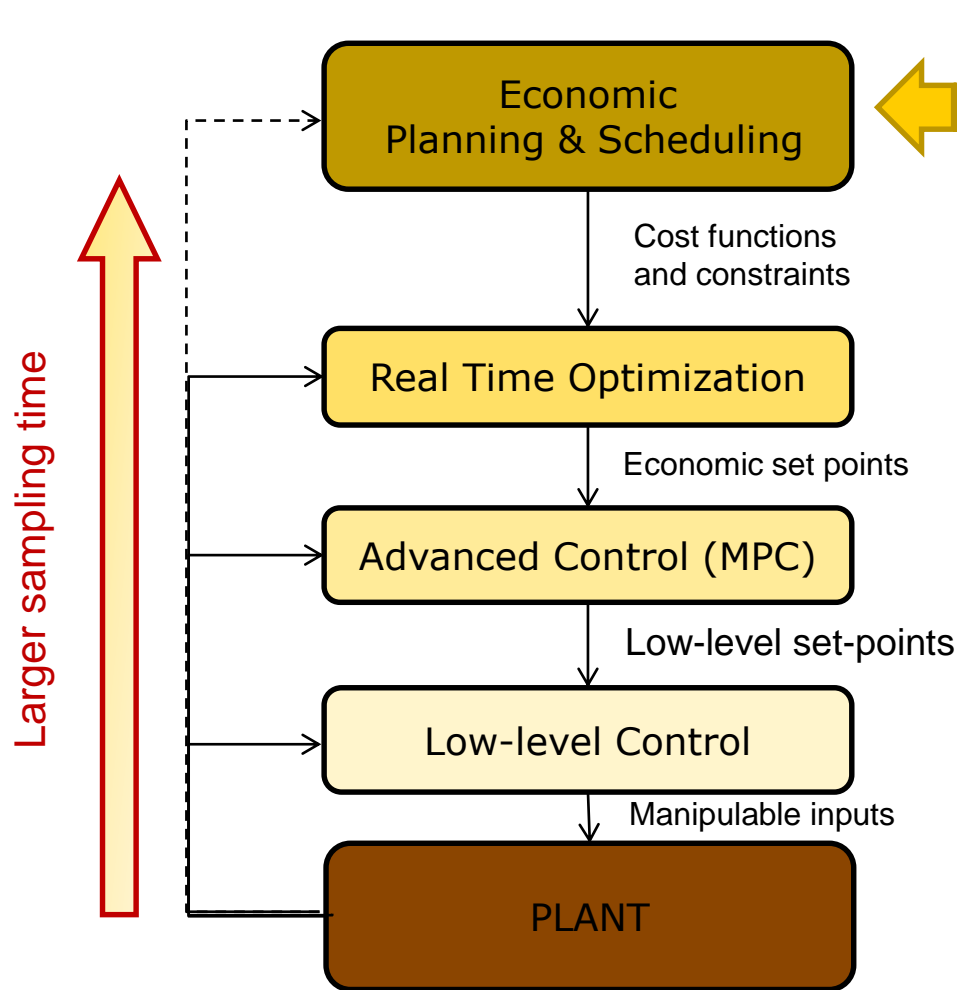 Economic
Planning & Scheduling
Cost functions
and constraints
Real Time Optimization
Economic set points
Advanced Control (MPC)
Low-level set-points
Low-level Control
Manipulable inputs
PLANT
Larger sampling time